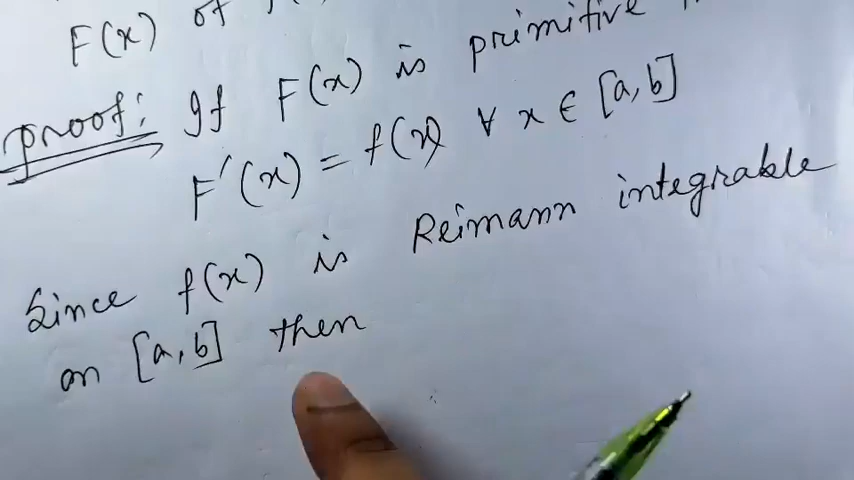 F(x) of
proof: If F(x) is primitive
F'(x) = f(x) ∀ x ∈ [a,b]
Since f(x) is Reimann integrable
on [a,b] then